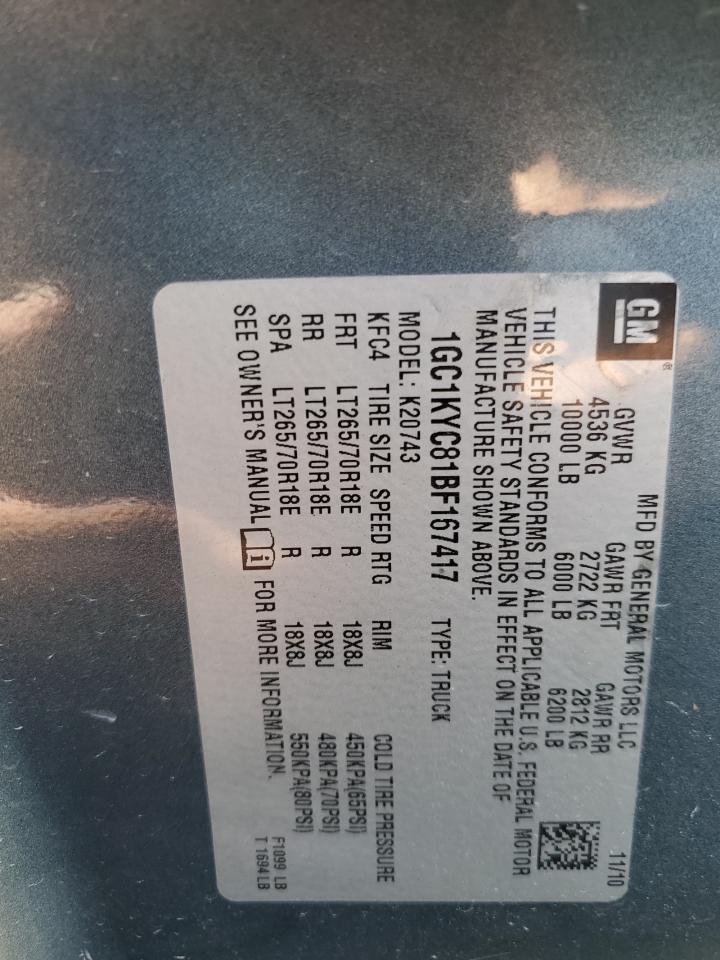 GM®
MFD BY GENERAL MOTORS LLC 11/10
GVWR GAWR FRT GAWR RR
4536 KG 2722 KG 2812 KG
10000 LB 6000 LB 6200 LB
THIS VEHICLE CONFORMS TO ALL APPLICABLE U.S. FEDERAL MOTOR
VEHICLE SAFETY STANDARDS IN EFFECT ON THE DATE OF
MANUFACTURE SHOWN ABOVE.
1GC1KYC81BF167417 TYPE: TRUCK
MODEL: K20743
KFC4 TIRE SIZE SPEED RTG RIM COLD TIRE PRESSURE
FRT LT265/70R18E R 18X8J 450KPA(65PSI)
RR LT265/70R18E R 18X8J 480KPA(70PSI)
SPA LT265/70R18E R 18X8J 550KPA(80PSI)
SEE OWNER'S MANUAL i FOR MORE INFORMATION.
F1099 LB
T 1694 LB